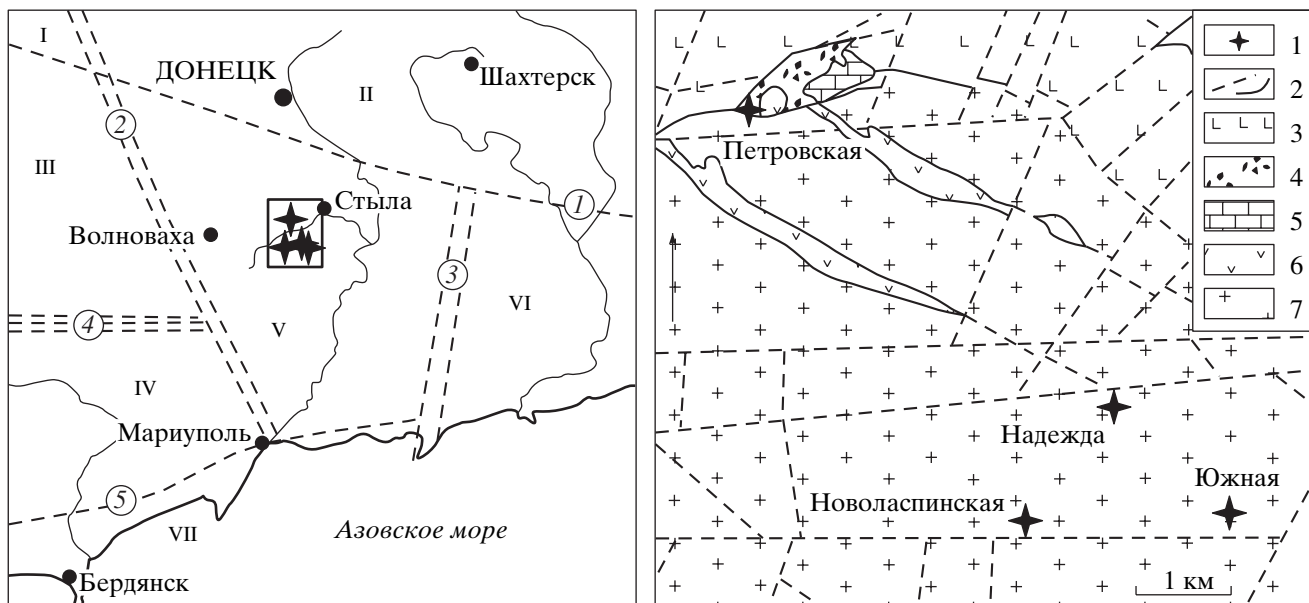 I
ДОНЕЦК
II
Шахтерск
2
III
Стыла
1
Волноваха
3
VI
4
V
IV
Мариуполь
5
VII
Азовское море
Бердянск
Петровская
Надежда
Новоласпинская
Южная
1 км
1
2
3
4
5
6
7